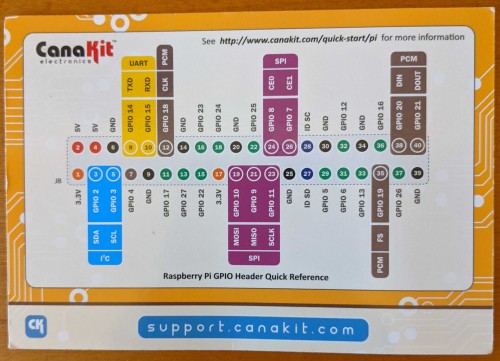 CanaKit™
electronics
See http://www.canakit.com/quick-start/pi for more information
UART
PCM
SPI
PCM
TXD
RXD
CLK
CE0
CE1
DIN
DOUT
5V
5V
GND
GPIO 14
GPIO 15
GPIO 18
GND
GPIO 23
GPIO 24
GND
GPIO 25
GPIO 8
GPIO 7
ID SC
GND
GPIO 12
GND
GPIO 16
GPIO 20
GPIO 21
2 4 6 8 10 12 14 16 18 20 22 24 26 28 30 32 34 36 38 40
J8 1 3 5 7 9 11 13 15 17 19 21 23 25 27 29 31 33 35 37 39
3.3V
GPIO 2
GPIO 3
GPIO 4
GND
GPIO 17
GPIO 27
GPIO 22
3.3V
GPIO 10
GPIO 9
GPIO 11
GND
ID SD
GPIO 5
GPIO 6
GPIO 13
GPIO 19
GPIO 26
GND
SDA
SCL
MOSI
MISO
SCLK
FS
I²C
SPI
PCM
Raspberry Pi GPIO Header Quick Reference
CK
support.canakit.com